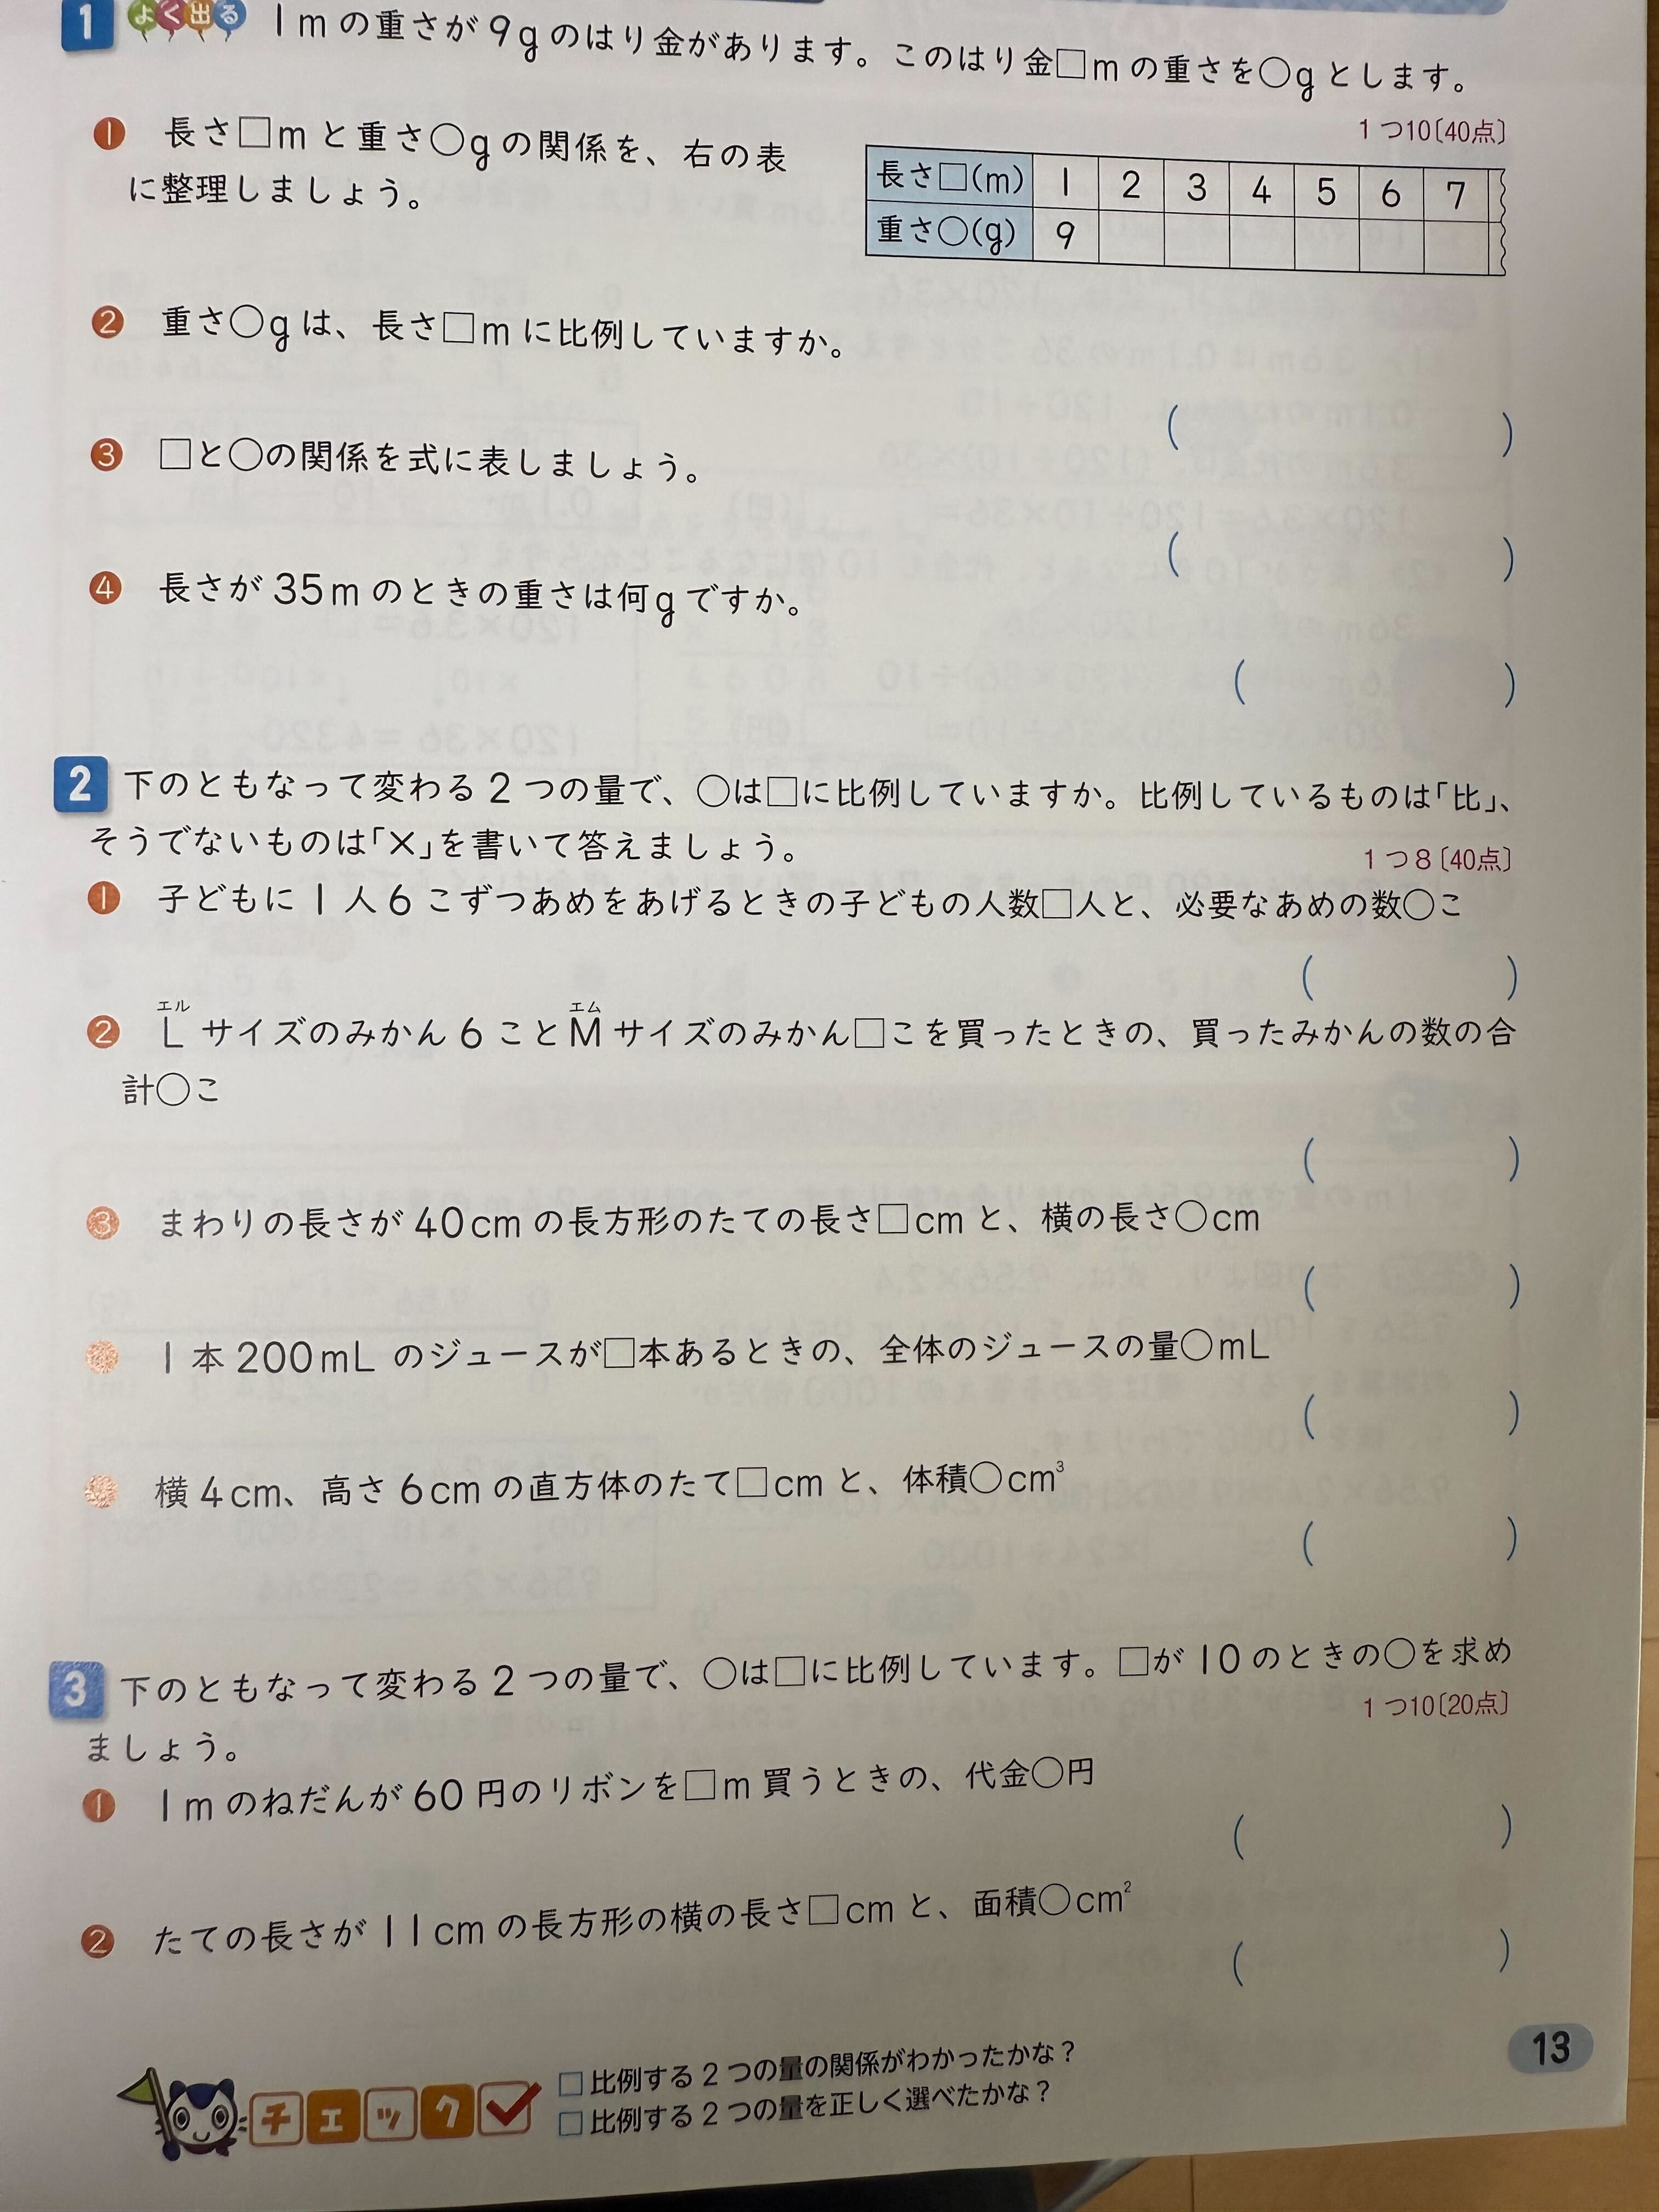 1 よく出る 1mの重さが9gのはり金があります。このはり金□mの重さを○gとします。
1つ10〔40点〕
❶ 長さ□mと重さ○gの関係を、右の表
に整理しましょう。
長さ□(m) 1 2 3 4 5 6 7
重さ○(g) 9
❷ 重さ○gは、長さ□mに比例していますか。
( )
❸ □と○の関係を式に表しましょう。
( )
❹ 長さが35mのときの重さは何gですか。
( )
2 下のともなって変わる2つの量で、○は□に比例していますか。比例しているものは「比」、
そうでないものは「×」を書いて答えましょう。
1つ8〔40点〕
❶ 子どもに1人6こずつあめをあげるときの子どもの人数□人と、必要なあめの数○こ
( )
エル エム
❷ Lサイズのみかん6ことMサイズのみかん□こを買ったときの、買ったみかんの数の合
計○こ
( )
❸ まわりの長さが40cmの長方形のたての長さ□cmと、横の長さ○cm
( )
1本200mLのジュースが□本あるときの、全体のジュースの量○mL
( )
横4cm、高さ6cmの直方体のたて□cmと、体積○cm³
( )
3 下のともなって変わる2つの量で、○は□に比例しています。□が10のときの○を求め
ましょう。
1つ10〔20点〕
❶ 1mのねだんが60円のリボンを□m買うときの、代金○円
( )
❷ たての長さが11cmの長方形の横の長さ□cmと、面積○cm²
( )
チェック
□比例する2つの量の関係がわかったかな?
□比例する2つの量を正しく選べたかな?
13